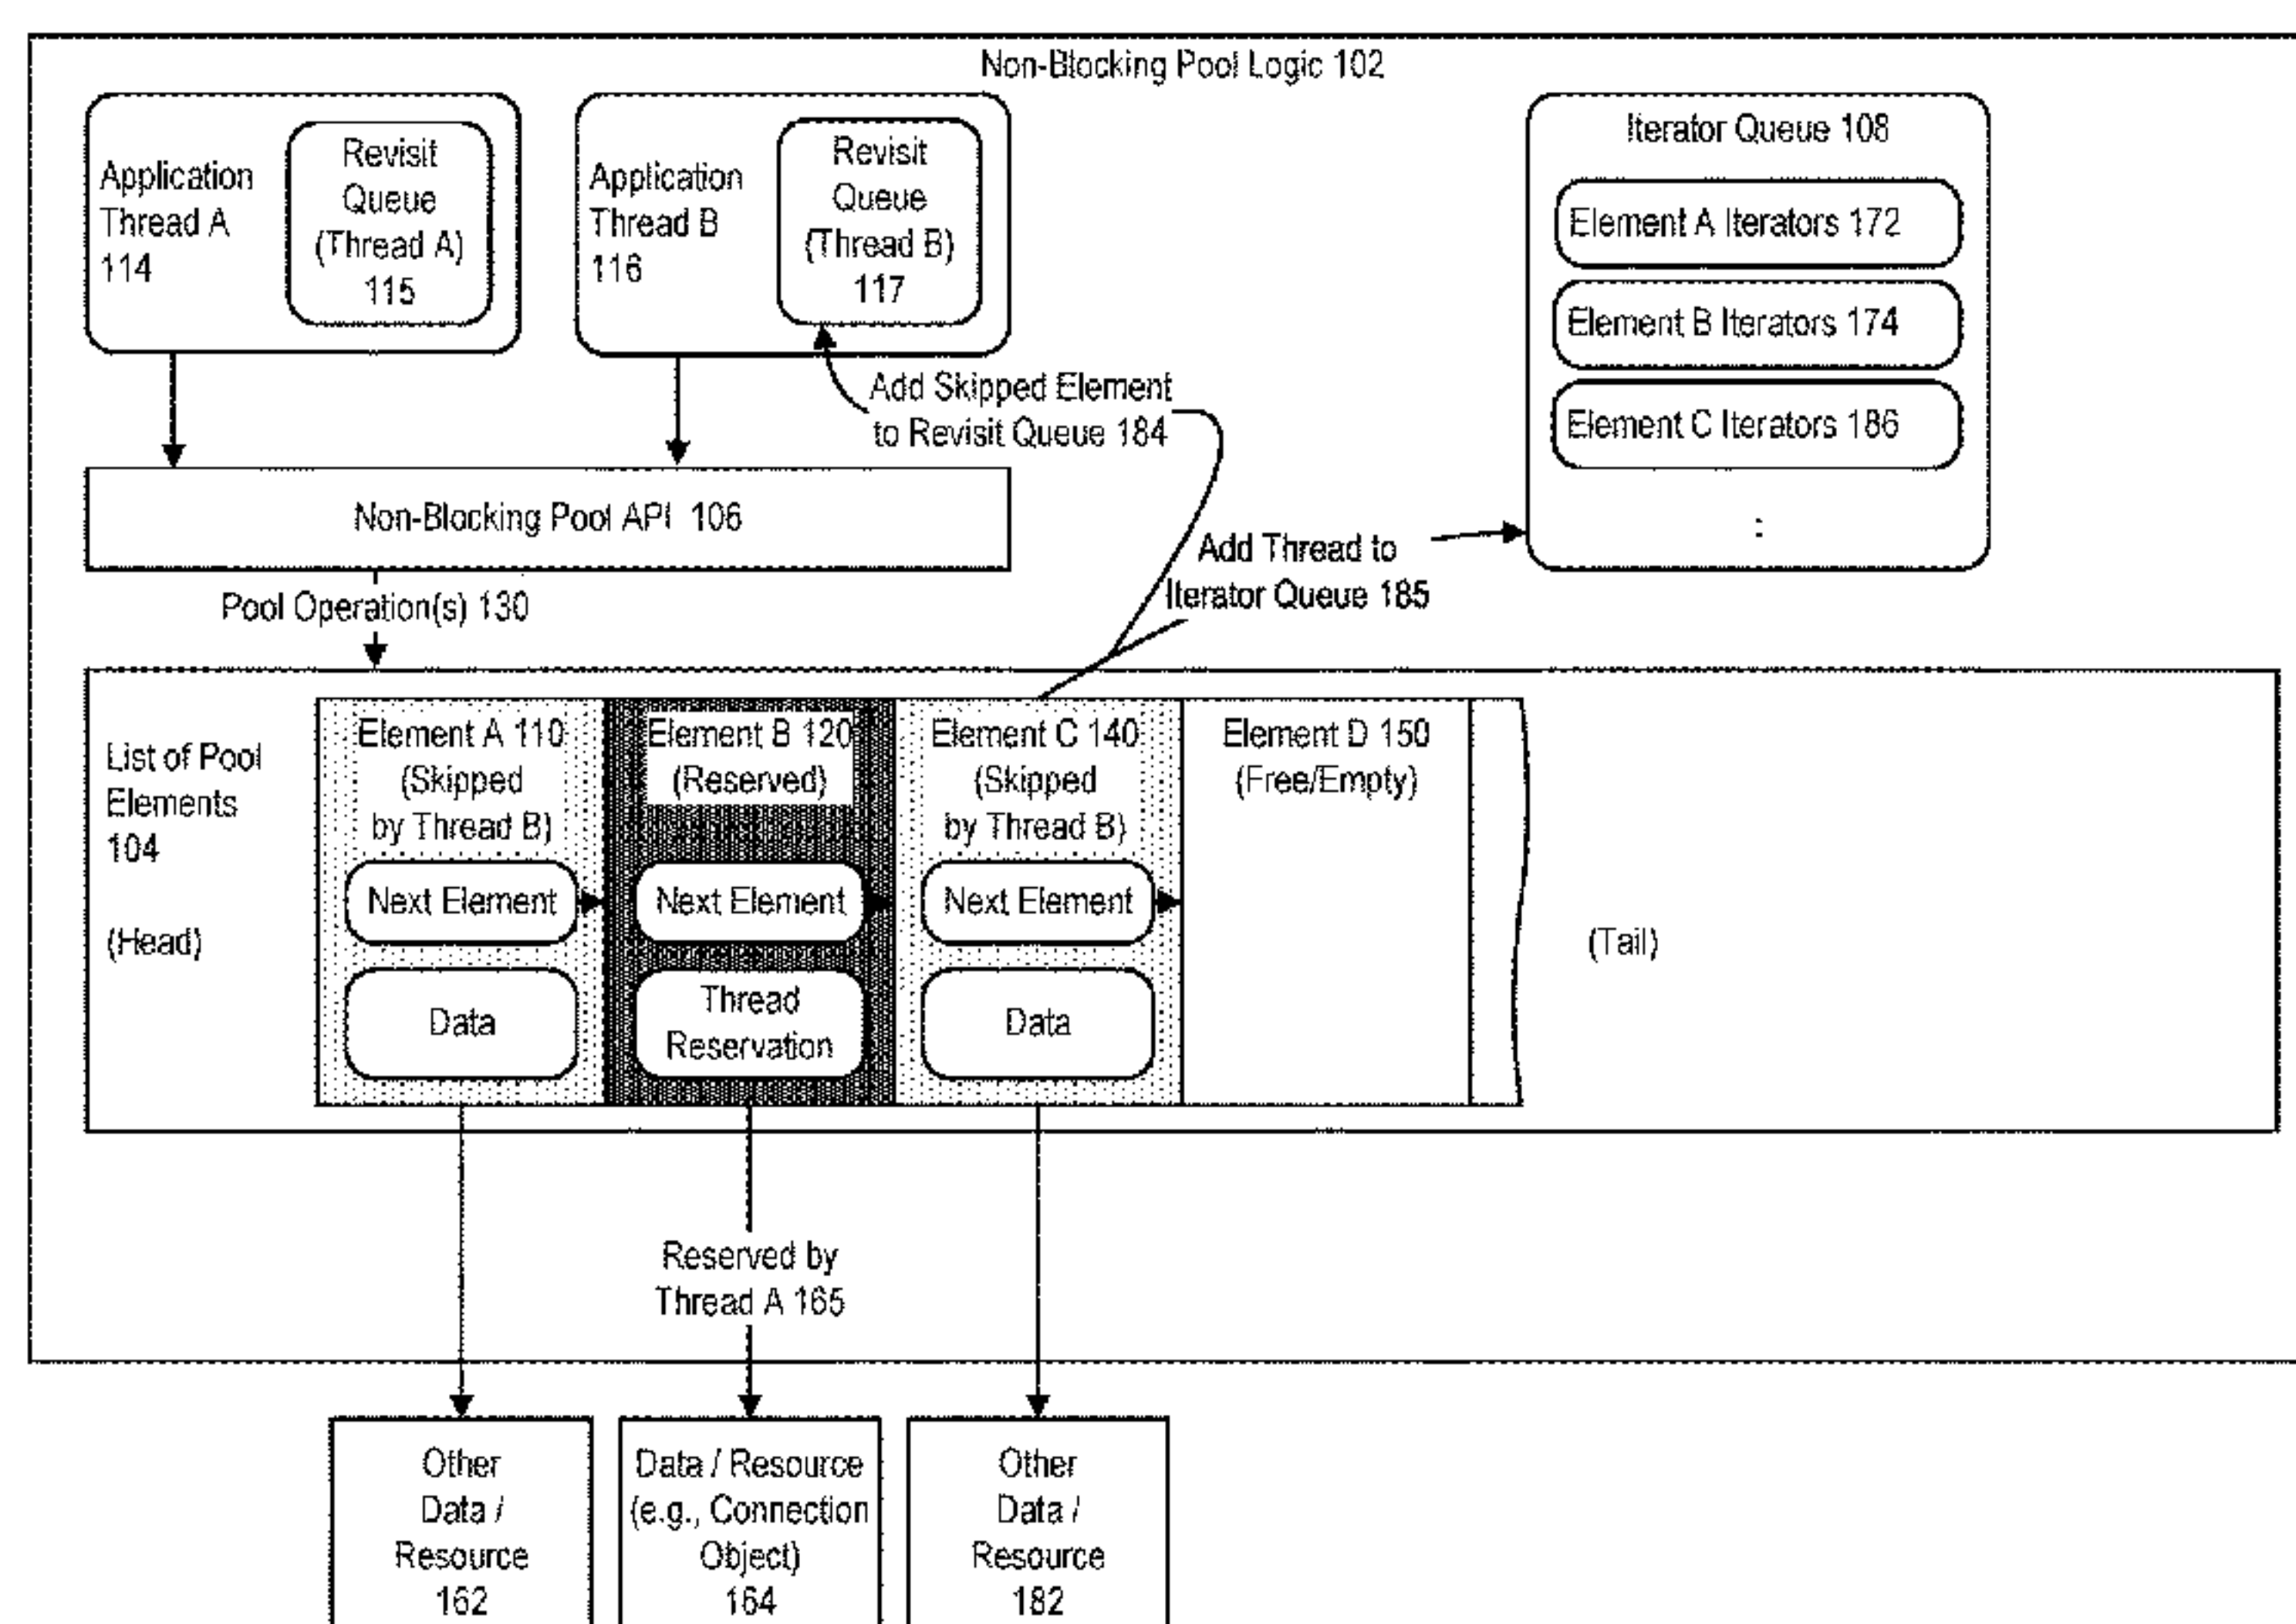 Non-Blocking Pool Logic 102
Application
Thread A
114
Revisit
Queue
(Thread A)
115
Application
Thread B
116
Revisit
Queue
(Thread B)
117
Iterator Queue 108
Element A Iterators 172
Element B Iterators 174
Element C Iterators 186
:
Add Skipped Element
to Revisit Queue 184
Non-Blocking Pool API 106
Add Thread to
Iterator Queue 185
Pool Operation(s) 130
List of Pool
Elements
104
(Head)
Element A 110
(Skipped
by Thread B)
Next Element
Data
Element B 120
(Reserved)
Next Element
Thread
Reservation
Element C 140
(Skipped
by Thread B)
Next Element
Data
Element D 150
(Free/Empty)
(Tail)
Reserved by
Thread A 165
Other
Data /
Resource
162
Data / Resource
(e.g., Connection
Object)
164
Other
Data /
Resource
182